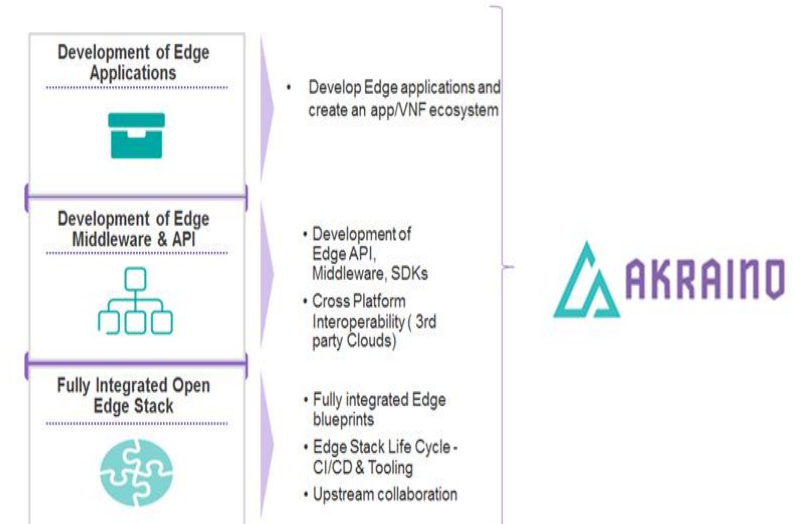 Development of Edge
Applications
• Develop Edge applications and
create an app/VNF ecosystem
Development of Edge
Middleware & API
• Development of
Edge API,
Middleware, SDKs
• Cross Platform
Interoperability ( 3rd
party Clouds)
Fully Integrated Open
Edge Stack
• Fully integrated Edge
blueprints
• Edge Stack Life Cycle -
CI/CD & Tooling
• Upstream collaboration
AKRAINO